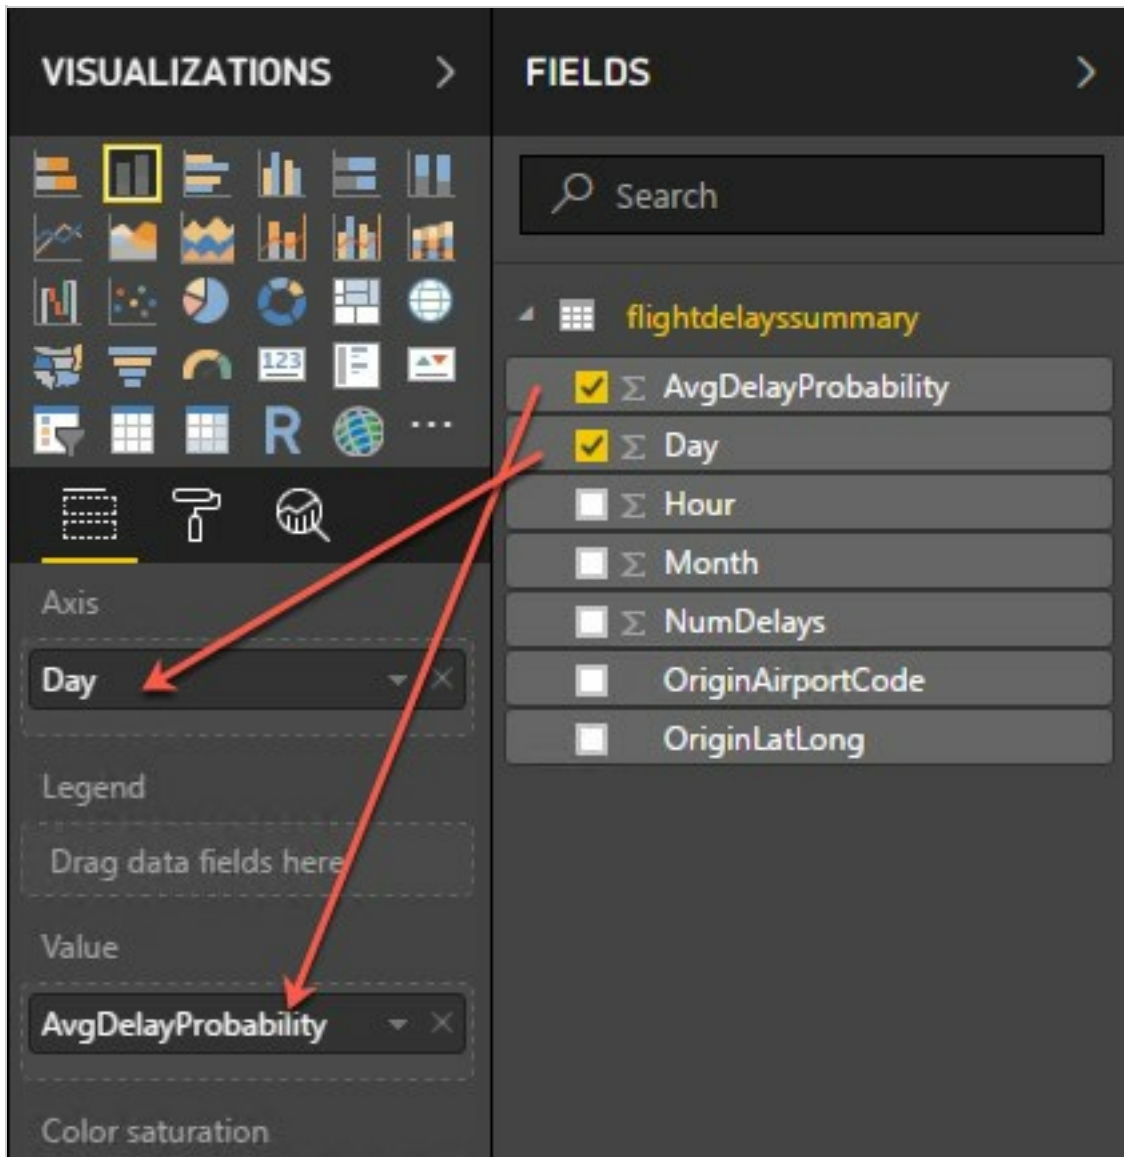 VISUALIZATIONS
123
R
Axis
Day
Legend
Drag data fields here
Value
AvgDelayProbability
Color saturation
FIELDS
Search
flightdelayssummary
AvgDelayProbability
Day
Hour
Month
NumDelays
OriginAirportCode
OriginLatLong